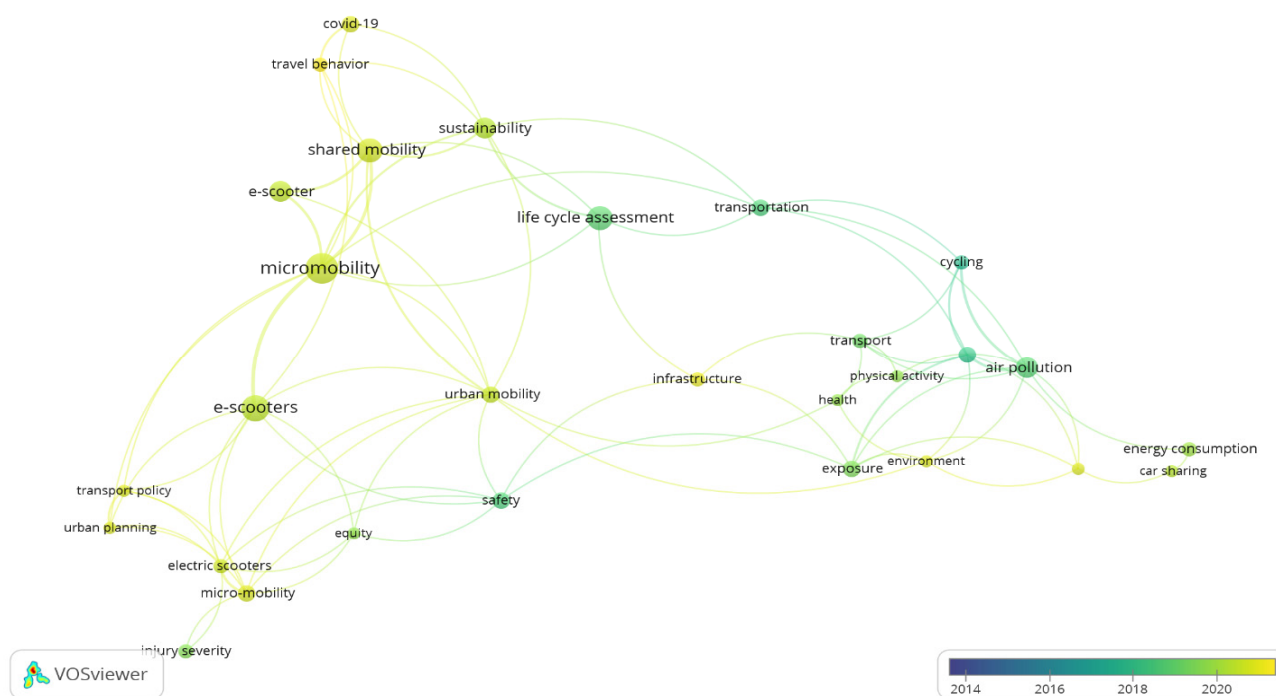 covid-19
travel behavior
sustainability
shared mobility
e-scooter
transportation
life cycle assessment
cycling
micromobility
transport
air pollution
physical activity
infrastructure
urban mobility
health
e-scooters
energy consumption
environment
exposure
car sharing
transport policy
safety
urban planning
equity
electric scooters
micro-mobility
injury severity
VOSviewer
2014 2016 2018 2020